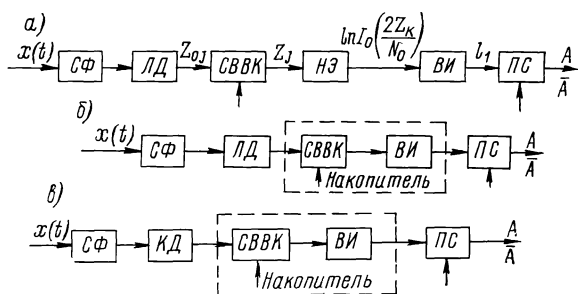 а)
x(t) СФ ЛД Z₀ⱼ СВВК Zⱼ НЭ lnI₀(2Zₖ/N₀) ВИ l₁ ПС A Ā
б)
x(t) СФ ЛД СВВК ВИ ПС A Ā
Накопитель
в)
x(t) СФ КД СВВК ВИ ПС A Ā
Накопитель